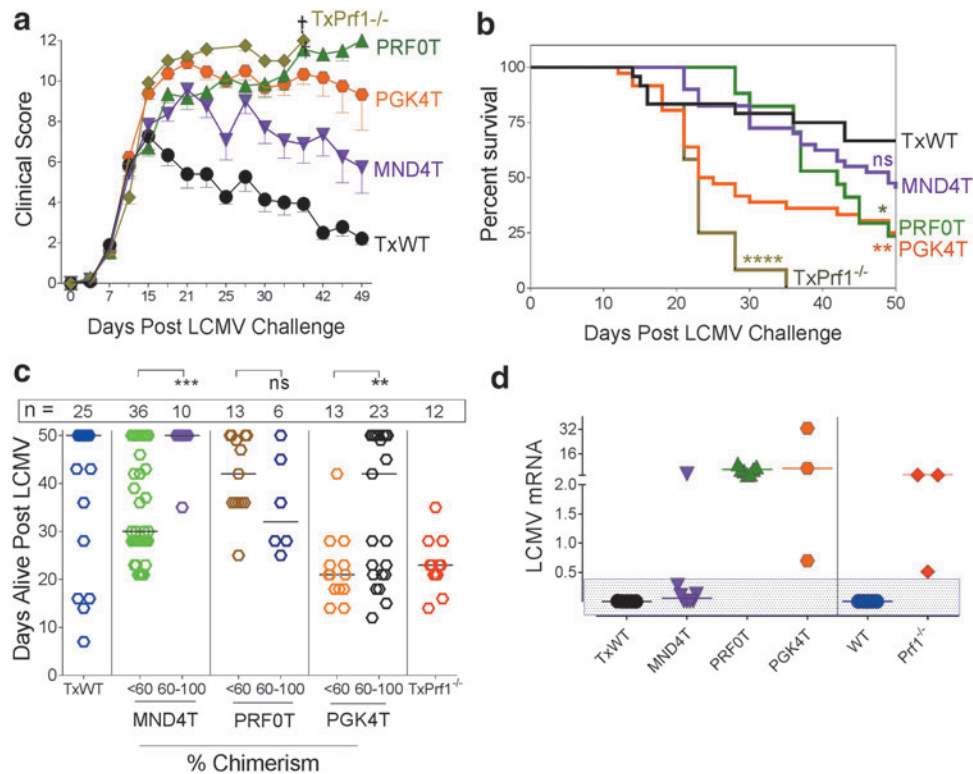 a
Clinical Score
12
10
8
6
4
2
0
0 7 15 21 25 30 38 42 49
Days Post LCMV Challenge
†
TxPrf1-/-
PRF0T
PGK4T
MND4T
TxWT
b
Percent survival
100
75
50
25
0
0 10 20 30 40 50
Days Post LCMV Challenge
TxWT
ns
MND4T
*
PRF0T
**
PGK4T
****
TxPrf1-/-
c
*** ns **
n = 25 36 10 13 6 13 23 12
Days Alive Post LCMV
50
40
30
20
10
0
TxWT <60 60-100 <60 60-100 <60 60-100 TxPrf1-/-
MND4T PRF0T PGK4T
% Chimerism
d
LCMV mRNA
32
16
2.0
1.5
1.0
0.5
TxWT
MND4T
PRF0T
PGK4T
WT
Prf1-/-